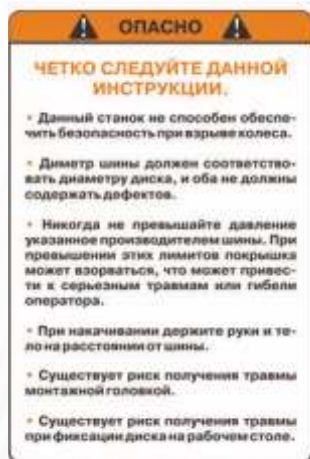 ОПАСНО
ЧЕТКО СЛЕДУЙТЕ ДАННОЙ
ИНСТРУКЦИИ.
• Данный станок не способен обеспе-
чить безопасность при взрыве колеса.
• Диметр шины должен соответство-
вать диаметру диска, и оба не должны
содержать дефектов.
• Никогда не превышайте давление
указанное производителем шины. При
превышении этих лимитов покрышка
может взорваться, что может привес-
ти к серьезным травмам или гибели
оператора.
• При накачивании держите руки и те-
ло на расстоянии от шины.
• Существует риск получения травмы
монтажной головкой.
• Существует риск получения травмы
при фиксации диска на рабочем столе.